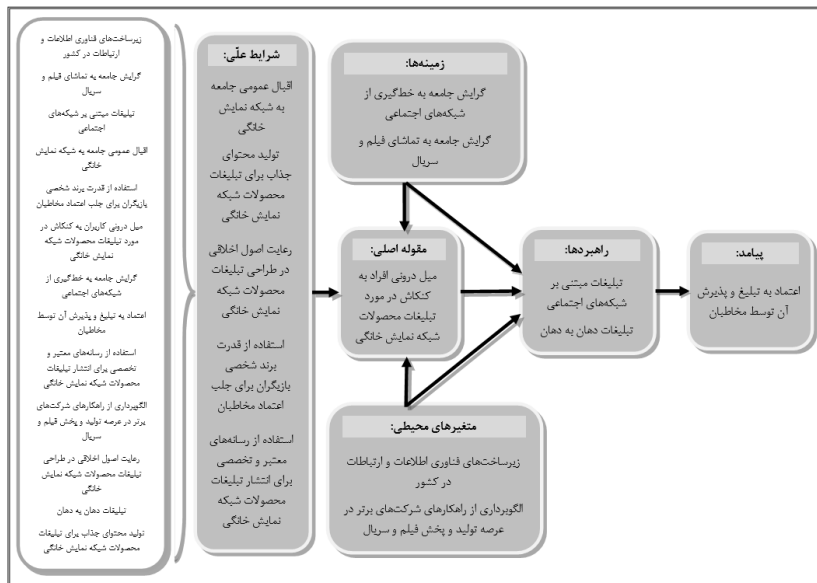 زیرساخت‌های فناوری اطلاعات و
ارتباطات در کشور
گرایش جامعه به تماشای فیلم و
سریال
تبلیغات مبتنی بر شبکه‌های
اجتماعی
اقبال عمومی جامعه به شبکه نمایش
خانگی
استفاده از قدرت برند شخصی
بازیگران برای جلب اعتماد مخاطبان
میل درونی کاربران به کنکاش در
مورد تبلیغات محصولات شبکه
نمایش خانگی
گرایش جامعه به خط‌گیری از
شبکه‌های اجتماعی
اعتماد به تبلیغ و پذیرش آن توسط
مخاطبان
استفاده از رسانه‌های معتبر و
تخصصی برای انتشار تبلیغات
محصولات شبکه نمایش خانگی
الگوبرداری از راهکارهای شرکت‌های
برتر در عرصه تولید و پخش فیلم و
سریال
رعایت اصول اخلاقی در طراحی
تبلیغات محصولات شبکه نمایش
خانگی
تبلیغات دهان به دهان
تولید محتوای جذاب برای تبلیغات
محصولات شبکه نمایش خانگی
شرایط علّی:
اقبال عمومی جامعه
به شبکه نمایش
خانگی
تولید محتوای
جذاب برای تبلیغات
محصولات شبکه
نمایش خانگی
رعایت اصول اخلاقی
در طراحی تبلیغات
محصولات شبکه
نمایش خانگی
استفاده از قدرت
برند شخصی
بازیگران برای جلب
اعتماد مخاطبان
استفاده از رسانه‌های
معتبر و تخصصی
برای انتشار تبلیغات
محصولات شبکه
نمایش خانگی
زمینه‌ها:
گرایش جامعه به خط‌گیری از
شبکه‌های اجتماعی
گرایش جامعه به تماشای فیلم و
سریال
مقوله اصلی:
میل درونی افراد به
کنکاش در مورد
تبلیغات محصولات
شبکه نمایش خانگی
متغیرهای محیطی:
زیرساخت‌های فناوری اطلاعات و ارتباطات
در کشور
الگوبرداری از راهکارهای شرکت‌های برتر در
عرصه تولید و پخش فیلم و سریال
راهبردها:
تبلیغات مبتنی بر
شبکه‌های اجتماعی
تبلیغات دهان به دهان
پیامد:
اعتماد به تبلیغ و پذیرش
آن توسط مخاطبان